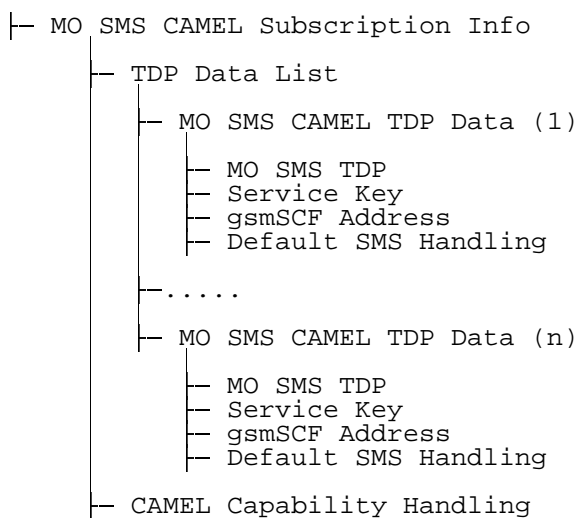 MO SMS CAMEL Subscription Info
TDP Data List
MO SMS CAMEL TDP Data (1)
MO SMS TDP
Service Key
gsmSCF Address
Default SMS Handling
.....
MO SMS CAMEL TDP Data (n)
MO SMS TDP
Service Key
gsmSCF Address
Default SMS Handling
CAMEL Capability Handling